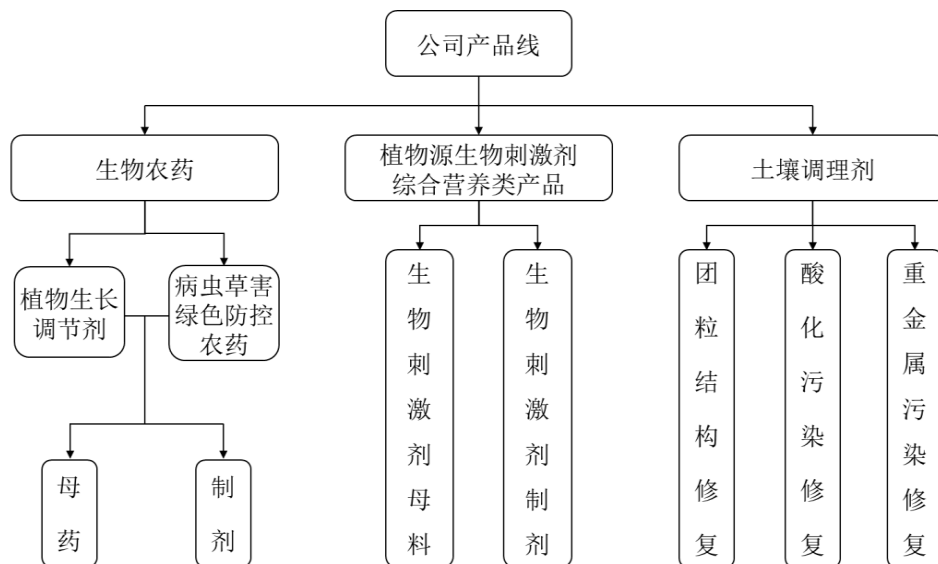 公司产品线
生物农药
植物源生物刺激剂
综合营养类产品
土壤调理剂
植物生长
调节剂
病虫草害
绿色防控
农药
母药
制剂
生物刺激剂母料
生物刺激剂制剂
团粒结构修复
酸化污染修复
重金属污染修复